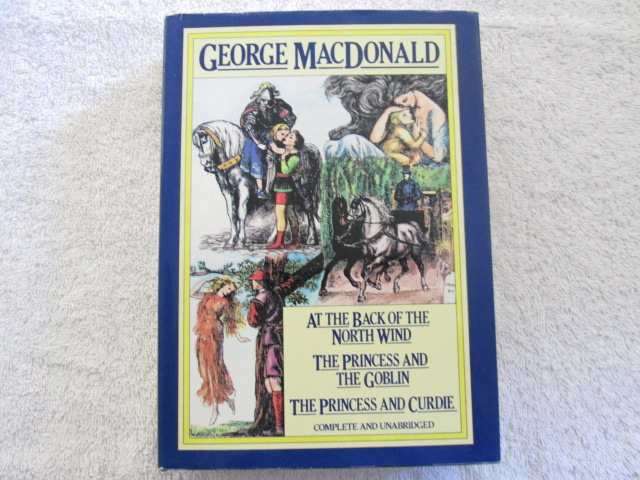 GEORGE MACDONALD
AT THE BACK OF THE
NORTH WIND
THE PRINCESS AND
THE GOBLIN
THE PRINCESS AND CURDIE
COMPLETE AND UNABRIDGED